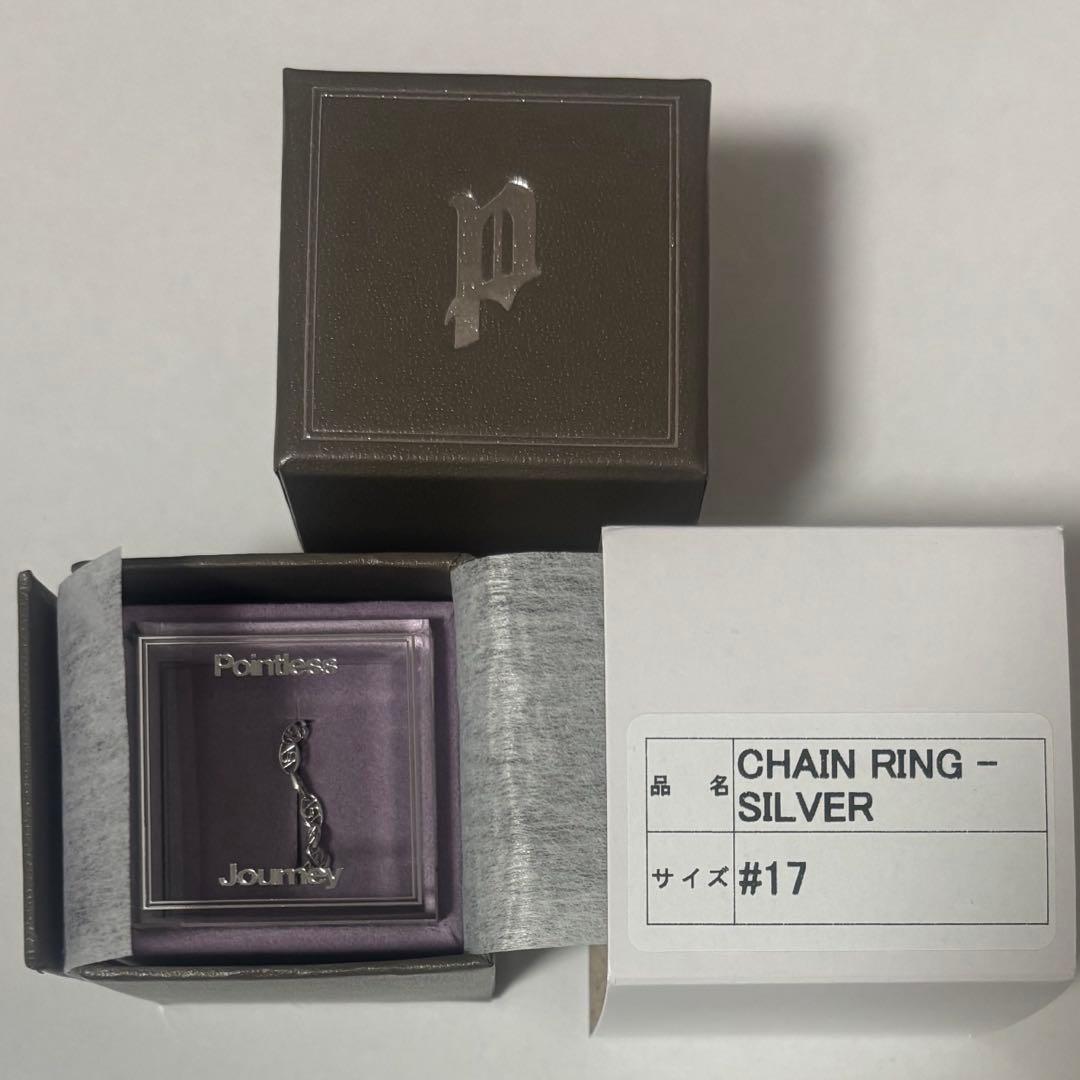 p
Pointless
Journey
品 名 CHAIN RING -
SILVER
サイズ #17